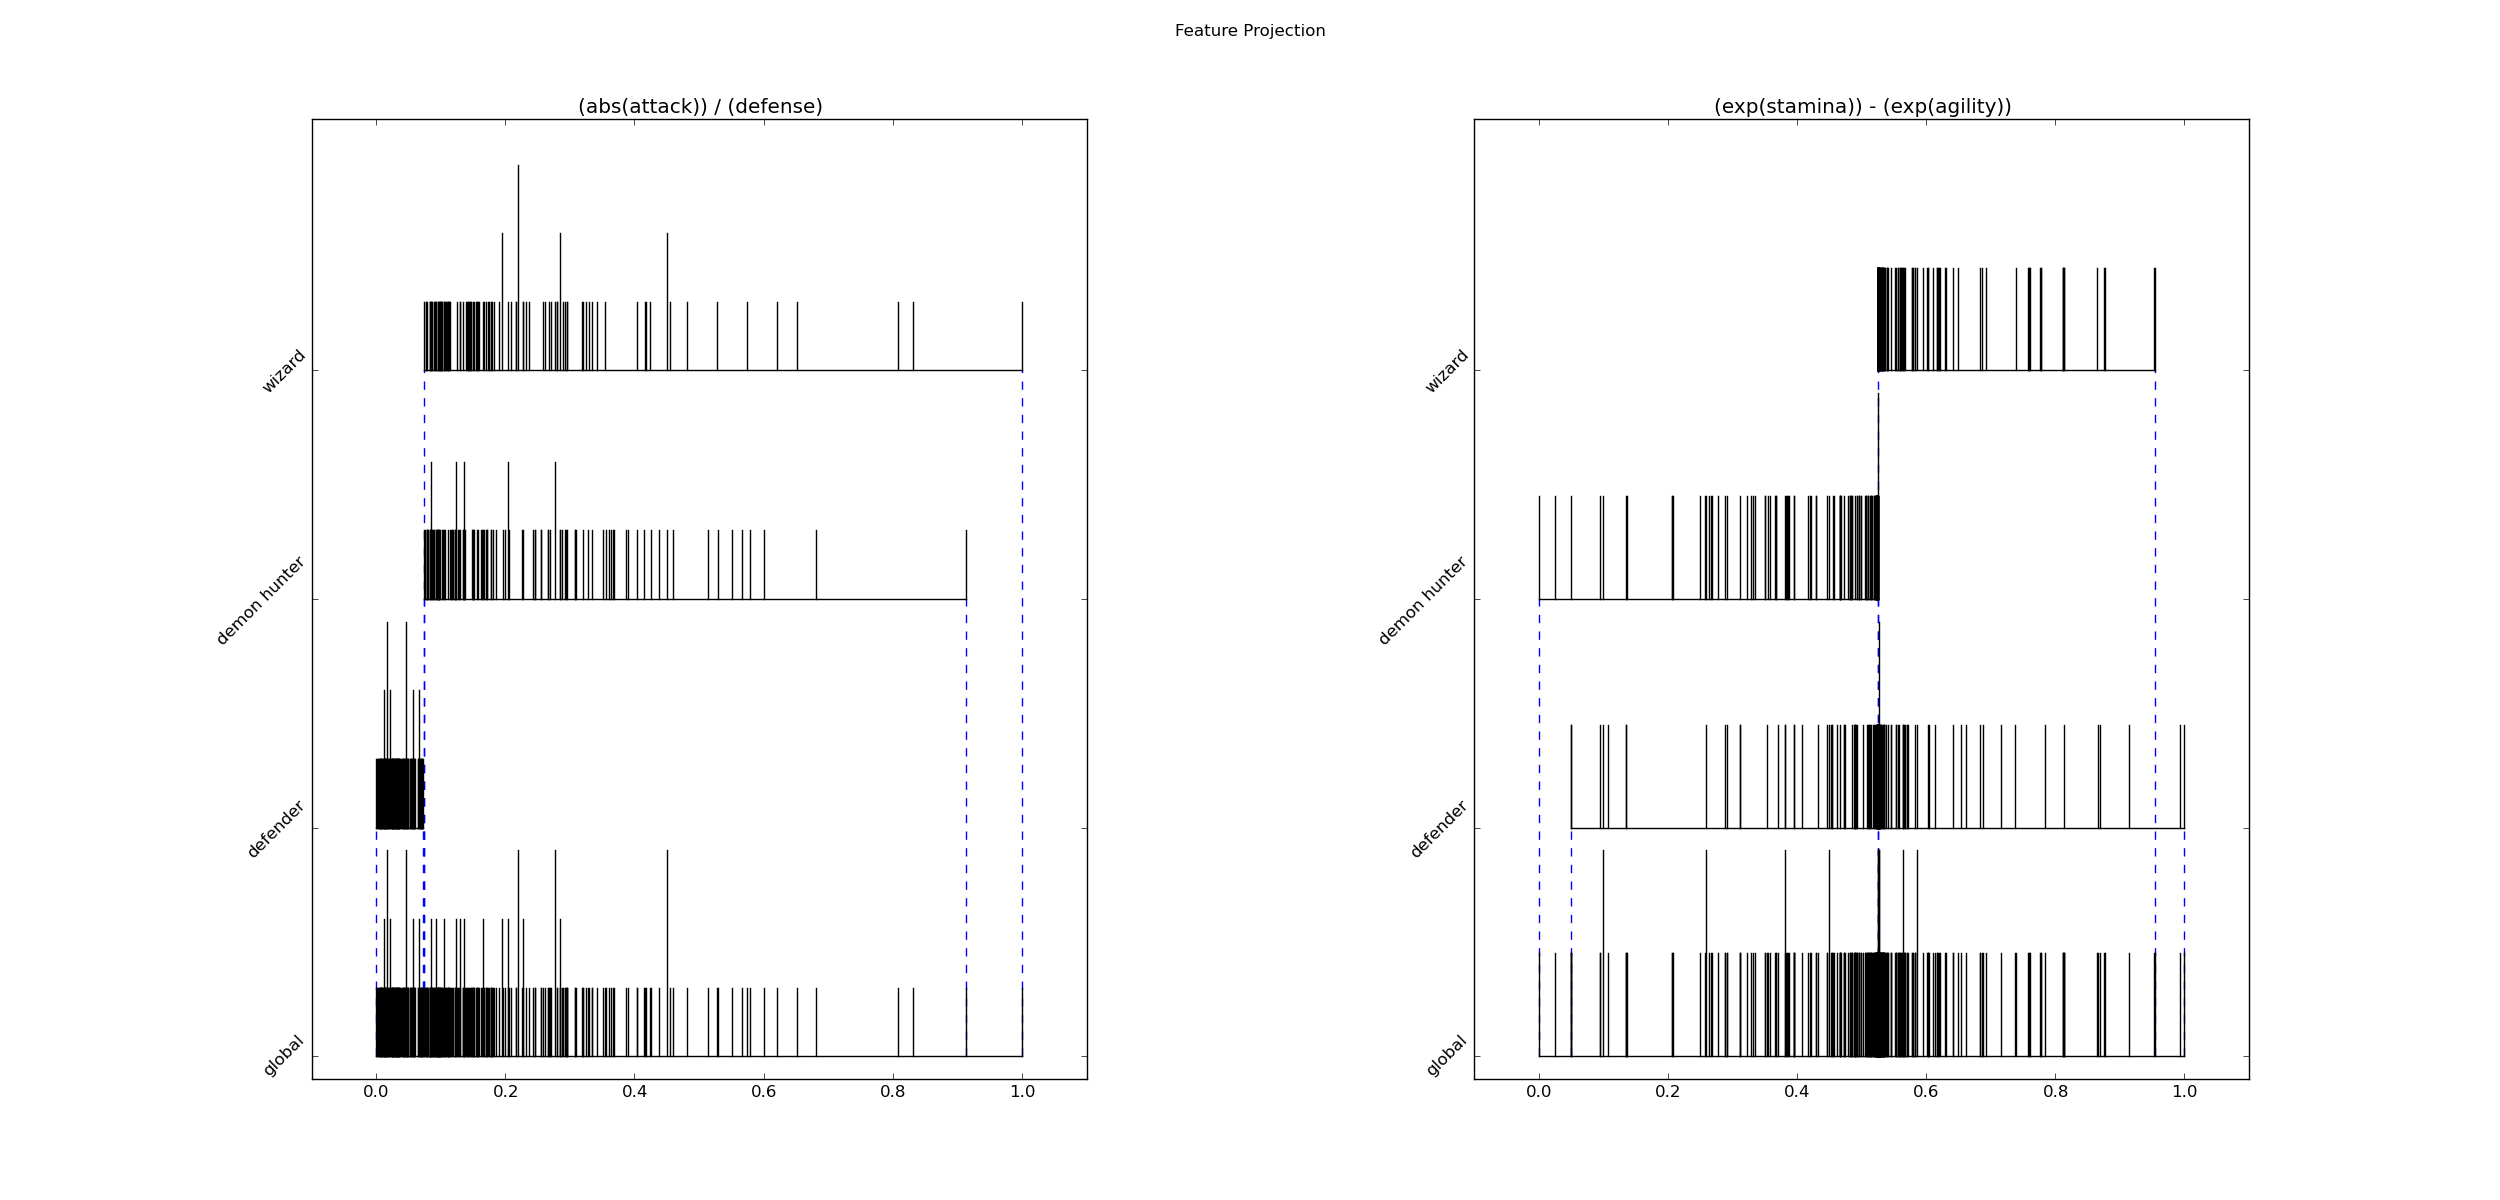 Feature Projection
(abs(attack)) / (defense)
wizard
demon hunter
defender
global
0.0 0.2 0.4 0.6 0.8 1.0
(exp(stamina)) - (exp(agility))
wizard
demon hunter
defender
global
0.0 0.2 0.4 0.6 0.8 1.0